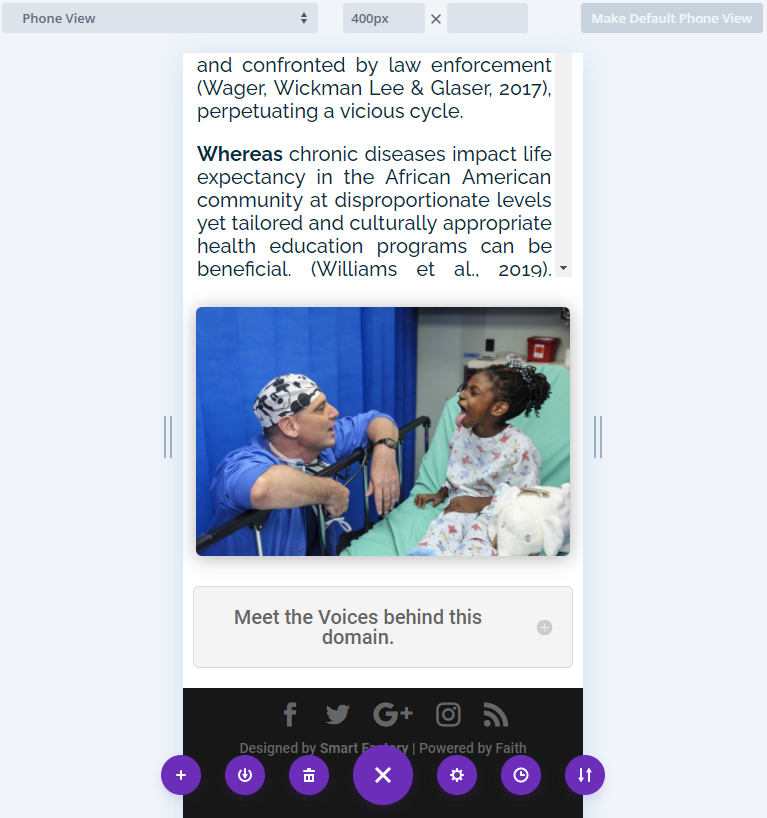 Phone View
400px
Make Default Phone View
and confronted by law enforcement
(Wager, Wickman Lee & Glaser, 2017),
perpetuating a vicious cycle.
Whereas chronic diseases impact life
expectancy in the African American
community at disproportionate levels
yet tailored and culturally appropriate
health education programs can be
beneficial. (Williams et al., 2019).
Meet the Voices behind this
domain.
Designed by Smart Factory | Powered by Faith